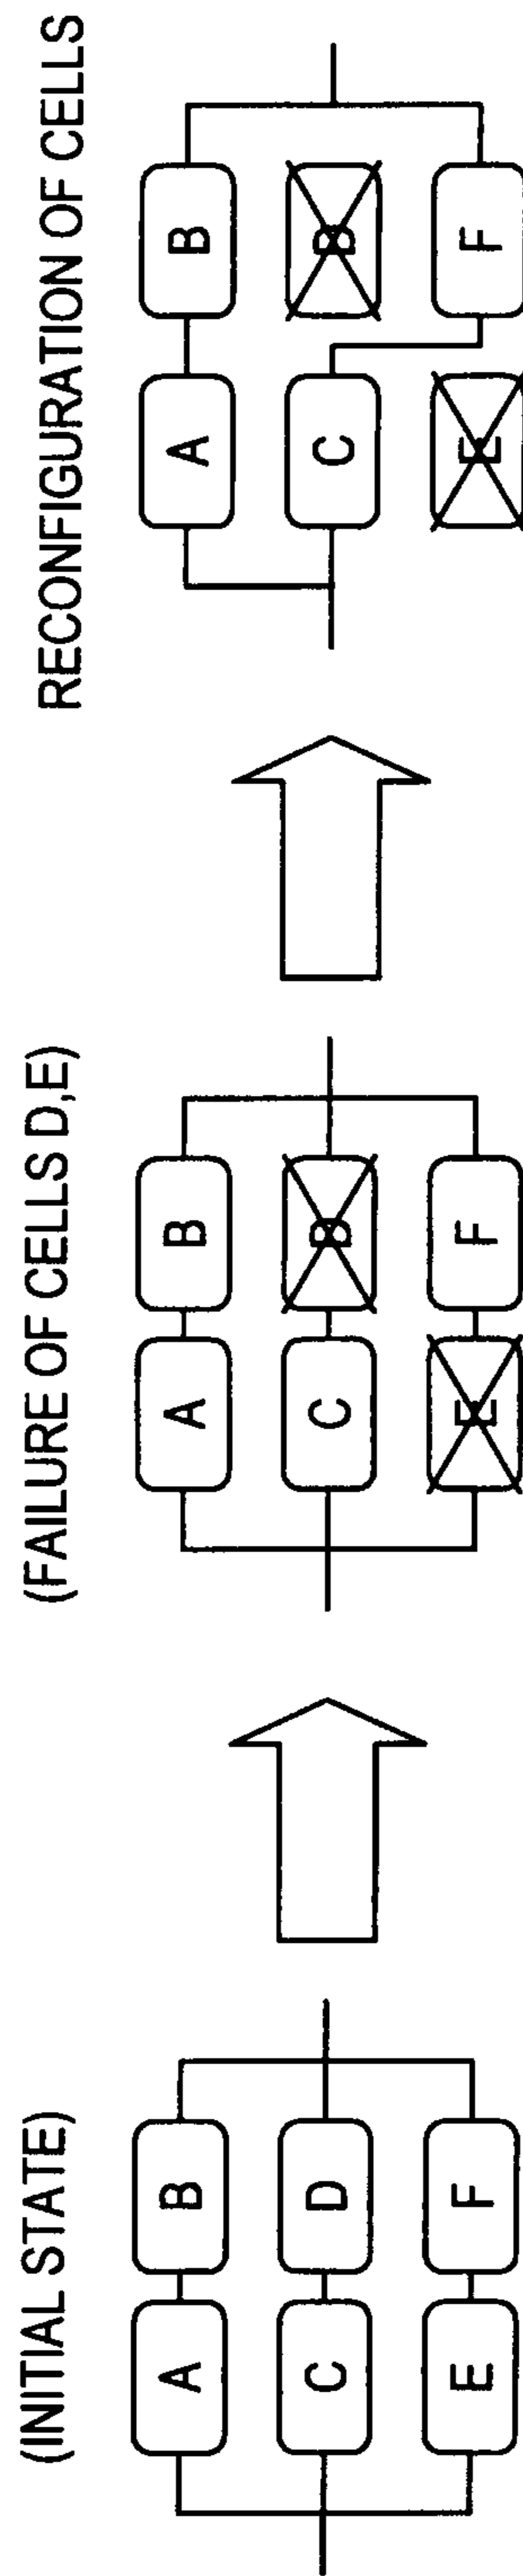 (INITIAL STATE)
A B
C D
E F
(FAILURE OF CELLS D,E)
A B
C
E F
RECONFIGURATION OF CELLS
A B
C
E F